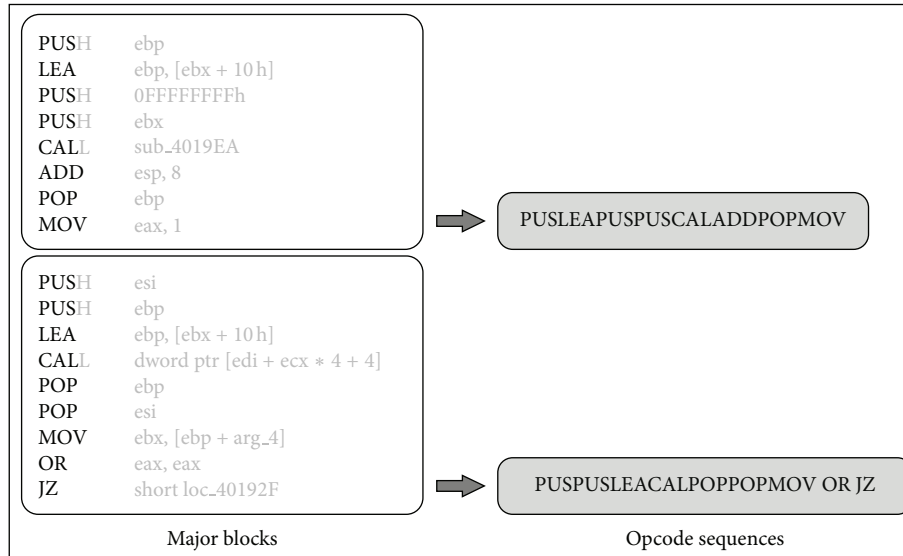 PUSH ebp
LEA ebp, [ebx + 10 h]
PUSH 0FFFFFFFFh
PUSH ebx
CALL sub_4019EA
ADD esp, 8
POP ebp
MOV eax, 1
PUSLEAPUSPUSCALADDPOPMOV
PUSH esi
PUSH ebp
LEA ebp, [ebx + 10 h]
CALL dword ptr [edi + ecx * 4 + 4]
POP ebp
POP esi
MOV ebx, [ebp + arg_4]
OR eax, eax
JZ short loc_40192F
PUSPUSLEACALPOPPOPMOV OR JZ
Major blocks
Opcode sequences